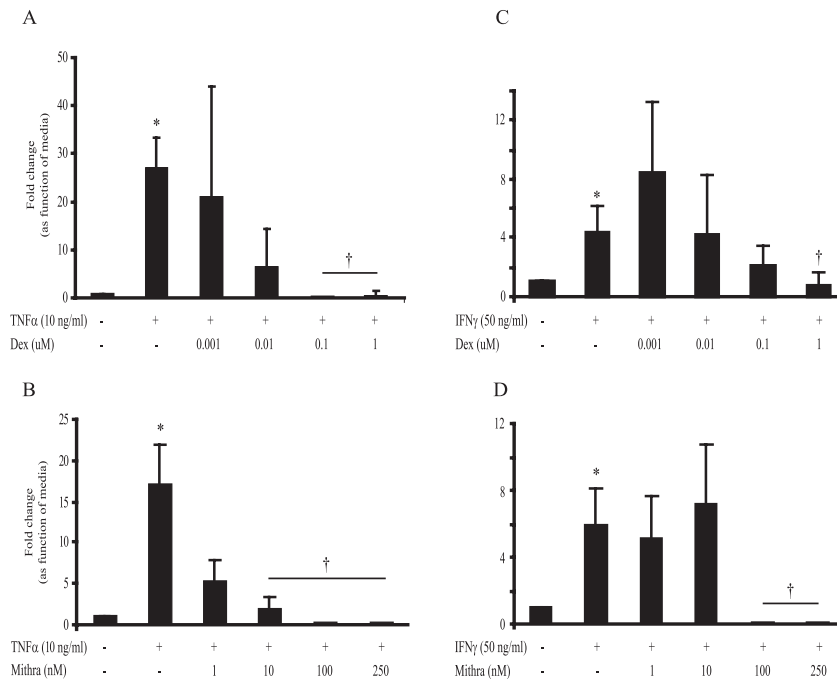 A
50
40
30
20
10
0
Fold change
(as function of media)
*
†
TNFα (10 ng/ml) - + + + + +
Dex (uM) - - 0.001 0.01 0.1 1
B
25
20
15
10
5
0
Fold change
(as function of media)
*
†
TNFα (10 ng/ml) - + + + + +
Mithra (nM) - - 1 10 100 250
C
12
8
4
0
*
†
IFNγ (50 ng/ml) - + + + + +
Dex (uM) - - 0.001 0.01 0.1 1
D
12
8
4
0
*
†
IFNγ (50 ng/ml) - + + + + +
Mithra (nM) - - 1 10 100 250